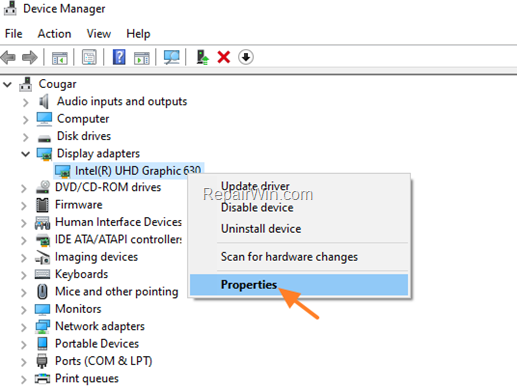 Device Manager
File Action View Help
Cougar
Audio inputs and outputs
Computer
Disk drives
Display adapters
Intel(R) UHD Graphic 630
Update driver
DVD/CD-ROM drives
RepairWin.com
Firmware
Disable device
Human Interface Devices
Uninstall device
IDE ATA/ATAPI controllers
Imaging devices
Scan for hardware changes
Keyboards
Mice and other pointing
Properties
Monitors
Network adapters
Portable Devices
Ports (COM & LPT)
Print queues